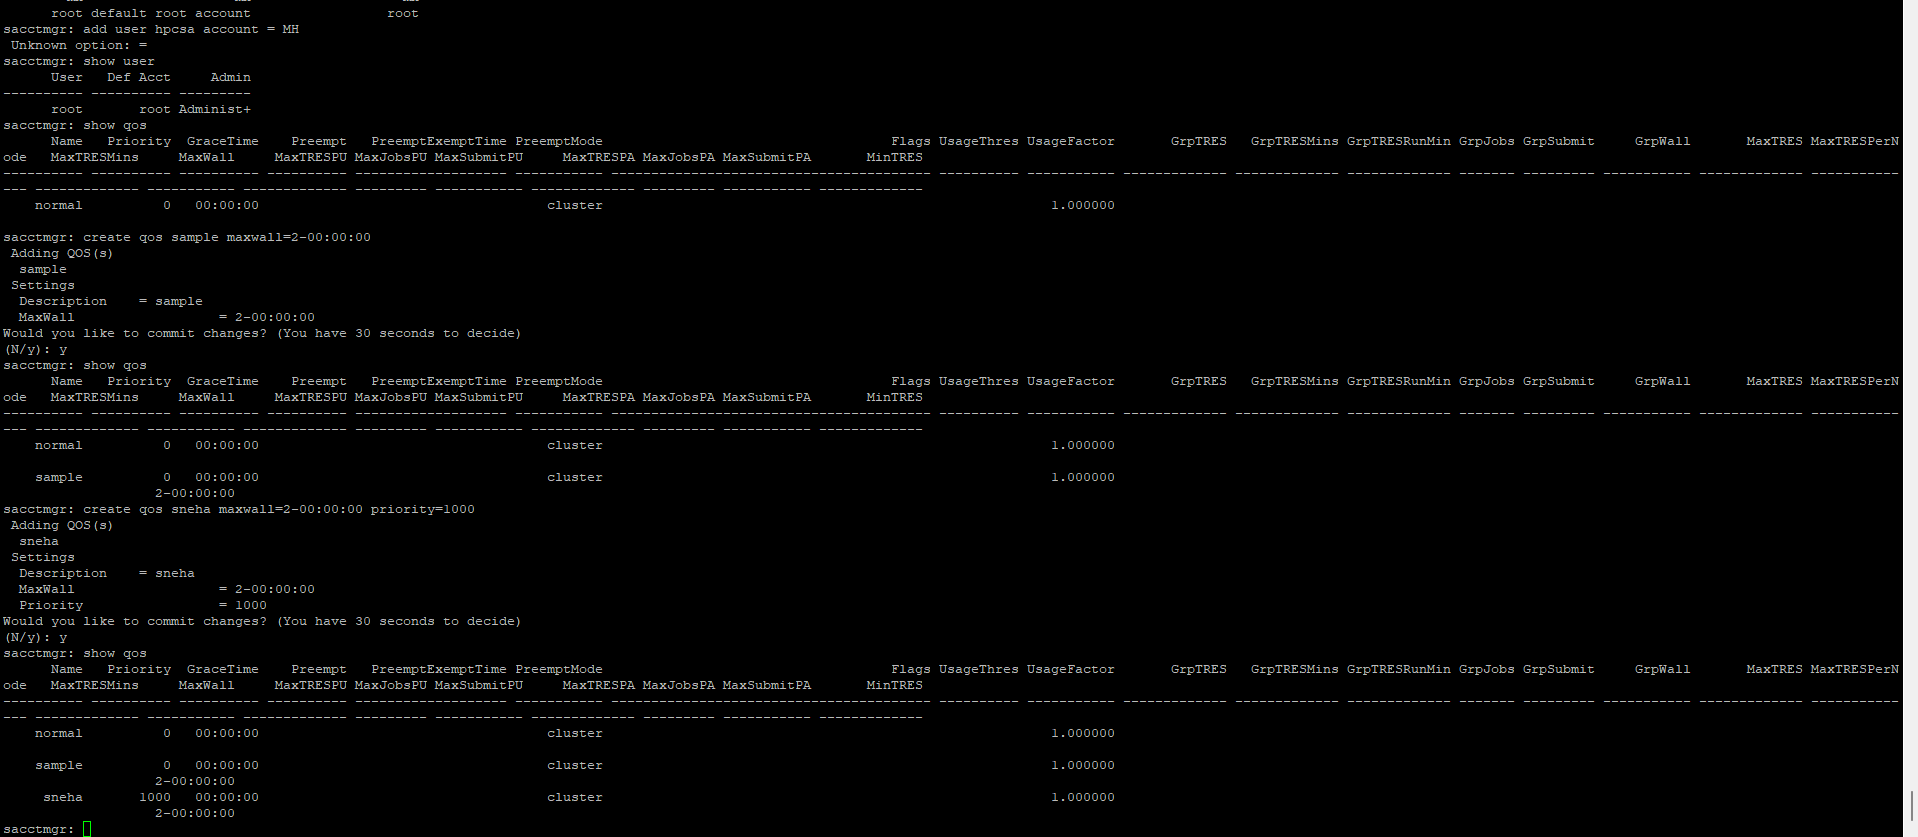 root default root account root
sacctmgr: add user hpcsa account = MH
Unknown option: =
sacctmgr: show user
User Def Acct Admin
---------- ---------- ---------
root root Administ+
sacctmgr: show qos
Name Priority GraceTime Preempt PreemptExemptTime PreemptMode Flags UsageThres UsageFactor GrpTRES GrpTRESMins GrpTRESRunMin GrpJobs GrpSubmit GrpWall MaxTRES MaxTRESPerN
ode MaxTRESMins MaxWall MaxTRESPU MaxJobsPU MaxSubmitPU MaxTRESPA MaxJobsPA MaxSubmitPA MinTRES
---------- ---------- ---------- ---------- ------------------- ----------- ---------------------------------------- ---------- ----------- ------------- ------------- ------------- ------- --------- ----------- ------------- -----------
--- ------------- ----------- ------------- --------- ----------- ------------- --------- ----------- -------------
normal 0 00:00:00 cluster 1.000000
sacctmgr: create qos sample maxwall=2-00:00:00
Adding QOS(s)
sample
Settings
Description = sample
MaxWall = 2-00:00:00
Would you like to commit changes? (You have 30 seconds to decide)
(N/y): y
sacctmgr: show qos
Name Priority GraceTime Preempt PreemptExemptTime PreemptMode Flags UsageThres UsageFactor GrpTRES GrpTRESMins GrpTRESRunMin GrpJobs GrpSubmit GrpWall MaxTRES MaxTRESPerN
ode MaxTRESMins MaxWall MaxTRESPU MaxJobsPU MaxSubmitPU MaxTRESPA MaxJobsPA MaxSubmitPA MinTRES
---------- ---------- ---------- ---------- ------------------- ----------- ---------------------------------------- ---------- ----------- ------------- ------------- ------------- ------- --------- ----------- ------------- -----------
--- ------------- ----------- ------------- --------- ----------- ------------- --------- ----------- -------------
normal 0 00:00:00 cluster 1.000000
sample 0 00:00:00 cluster 1.000000
2-00:00:00
sacctmgr: create qos sneha maxwall=2-00:00:00 priority=1000
Adding QOS(s)
sneha
Settings
Description = sneha
MaxWall = 2-00:00:00
Priority = 1000
Would you like to commit changes? (You have 30 seconds to decide)
(N/y): y
sacctmgr: show qos
Name Priority GraceTime Preempt PreemptExemptTime PreemptMode Flags UsageThres UsageFactor GrpTRES GrpTRESMins GrpTRESRunMin GrpJobs GrpSubmit GrpWall MaxTRES MaxTRESPerN
ode MaxTRESMins MaxWall MaxTRESPU MaxJobsPU MaxSubmitPU MaxTRESPA MaxJobsPA MaxSubmitPA MinTRES
---------- ---------- ---------- ---------- ------------------- ----------- ---------------------------------------- ---------- ----------- ------------- ------------- ------------- ------- --------- ----------- ------------- -----------
--- ------------- ----------- ------------- --------- ----------- ------------- --------- ----------- -------------
normal 0 00:00:00 cluster 1.000000
sample 0 00:00:00 cluster 1.000000
2-00:00:00
sneha 1000 00:00:00 cluster 1.000000
2-00:00:00
sacctmgr: